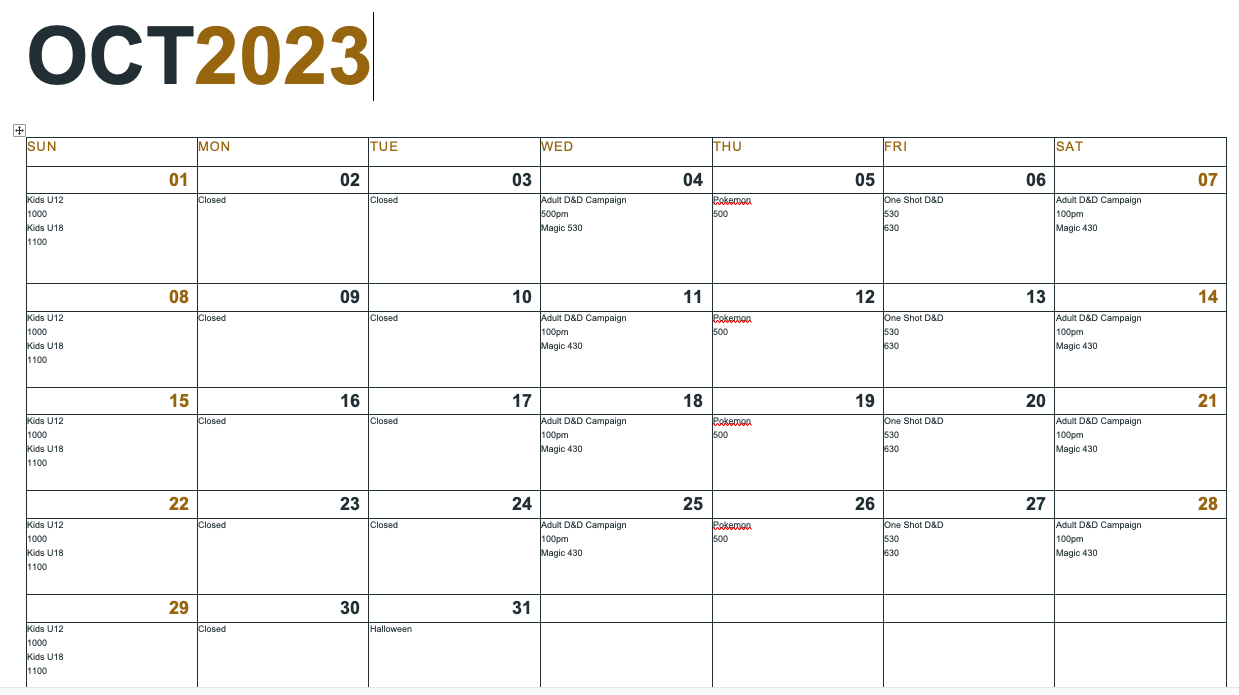 OCT2023
SUN MON TUE WED THU FRI SAT
01 02 03 04 05 06 07
Kids U12 Closed Closed Adult D&D Campaign Pokemon One Shot D&D Adult D&D Campaign
1000 500pm 500 530 100pm
Kids U18 Magic 530 630 Magic 430
1100
08 09 10 11 12 13 14
Kids U12 Closed Closed Adult D&D Campaign Pokemon One Shot D&D Adult D&D Campaign
1000 100pm 500 530 100pm
Kids U18 Magic 430 630 Magic 430
1100
15 16 17 18 19 20 21
Kids U12 Closed Closed Adult D&D Campaign Pokemon One Shot D&D Adult D&D Campaign
1000 100pm 500 530 100pm
Kids U18 Magic 430 630 Magic 430
1100
22 23 24 25 26 27 28
Kids U12 Closed Closed Adult D&D Campaign Pokemon One Shot D&D Adult D&D Campaign
1000 100pm 500 530 100pm
Kids U18 Magic 430 630 Magic 430
1100
29 30 31
Kids U12 Closed Halloween
1000
Kids U18
1100